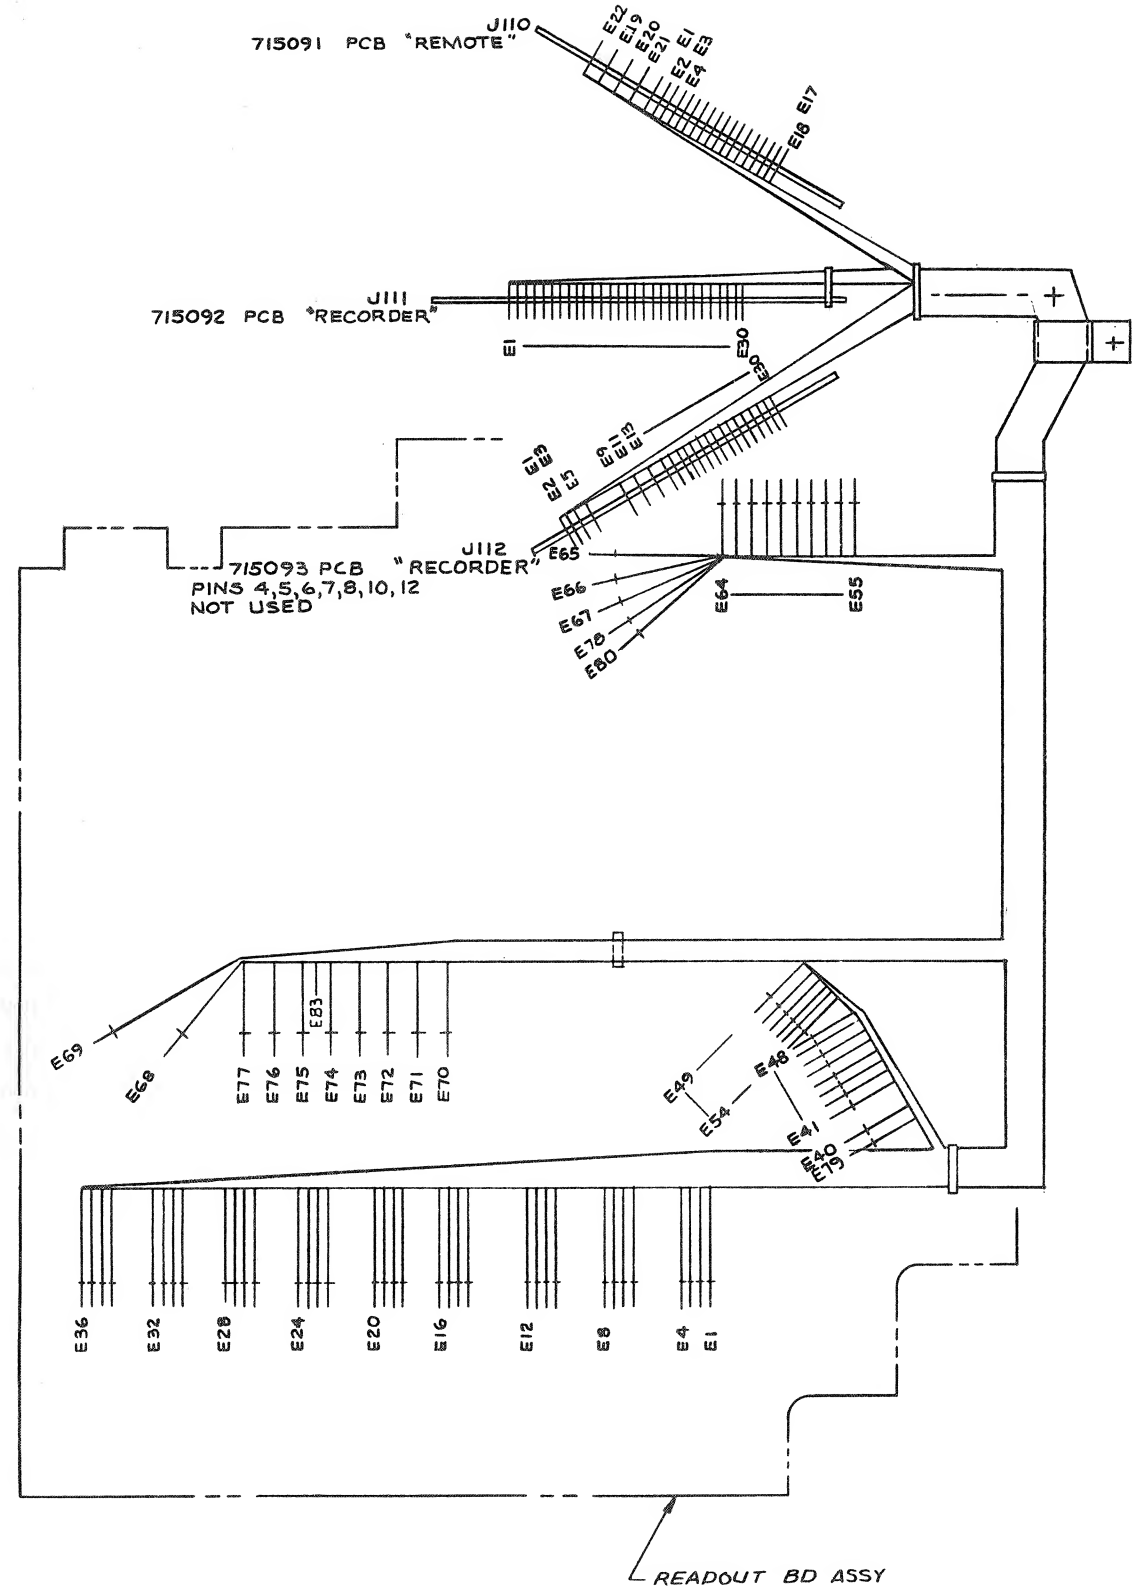 J110
715091 PCB "REMOTE"
E22
E19
E20
E21
E2 E1
E4 E3
E18 E17
J111
715092 PCB "RECORDER"
E1
E30
E30
E9
E11
E13
E1
E3
E2
E5
J112
715093 PCB "RECORDER"
PINS 4,5,6,7,8,10,12
NOT USED
E65
E66
E67
E78
E80
E64
E55
E69
E68
E77
E76
E75
E83
E74
E73
E72
E71
E70
E49
E54
E48
E41
E40
E79
E36
E32
E28
E24
E20
E16
E12
E8
E4
E1
READOUT BD ASSY